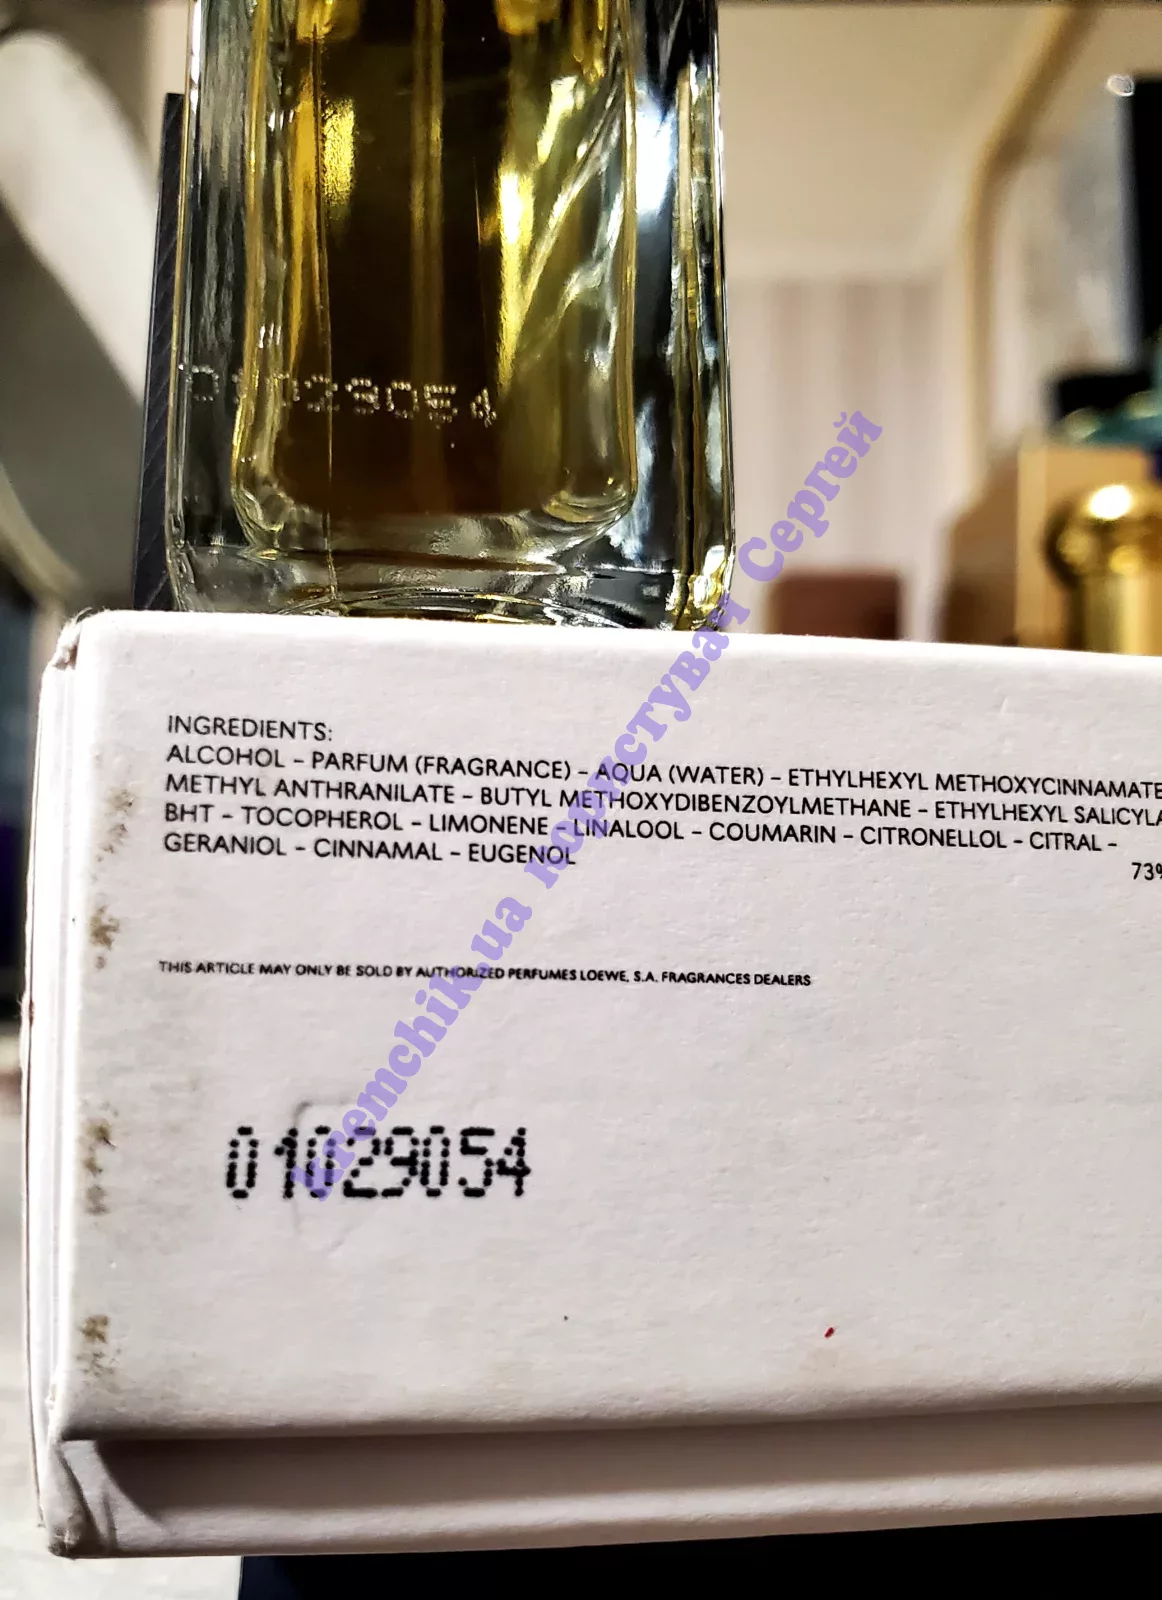 01029054
INGREDIENTS:
ALCOHOL – PARFUM (FRAGRANCE) – AQUA (WATER) – ETHYLHEXYL METHOXYCINNAMATE
METHYL ANTHRANILATE – BUTYL METHOXYDIBENZOYLMETHANE – ETHYLHEXYL SALICYLA
BHT – TOCOPHEROL – LIMONENE – LINALOOL – COUMARIN – CITRONELLOL – CITRAL –
GERANIOL – CINNAMAL – EUGENOL
73%
THIS ARTICLE MAY ONLY BE SOLD BY AUTHORIZED PERFUMES LOEWE, S.A. FRAGRANCES DEALERS
01029054
kremchik.ua користувач Сергей